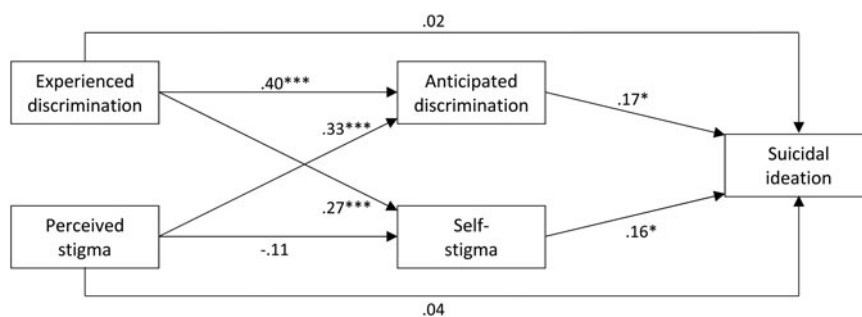 .02
Experienced
discrimination
.40***
Anticipated
discrimination
.17*
.33***
Suicidal
ideation
.27***
Perceived
stigma
-.11
Self-
stigma
.16*
.04